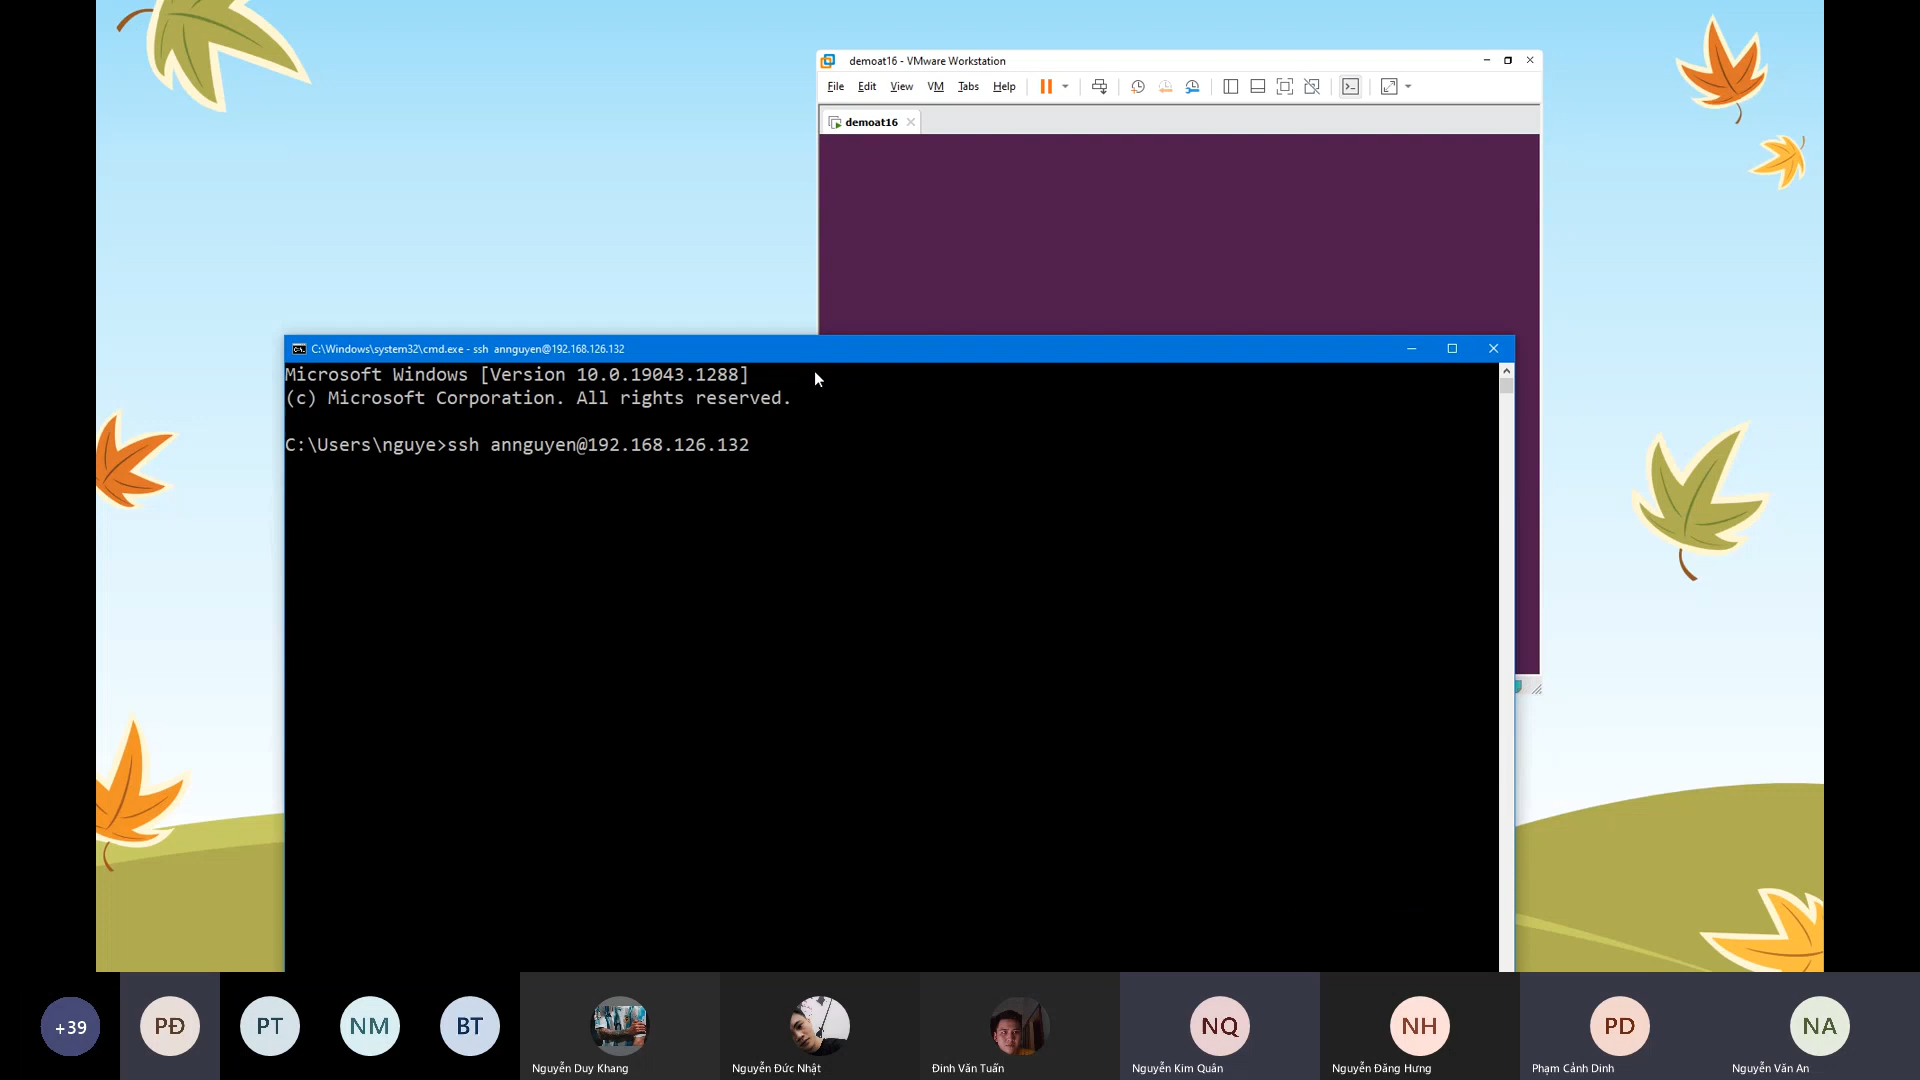 demoat16 - VMware Workstation
File Edit View VM Tabs Help
demoat16
C:\Windows\system32\cmd.exe - ssh annguyen@192.168.126.132
Microsoft Windows [Version 10.0.19043.1288]
(c) Microsoft Corporation. All rights reserved.
C:\Users\nguye>ssh annguyen@192.168.126.132
+39
PĐ
PT
NM
BT
NQ
NH
PD
NA
Nguyễn Duy Khang
Nguyễn Đức Nhật
Đinh Văn Tuấn
Nguyễn Kim Quân
Nguyễn Đăng Hưng
Phạm Cảnh Dinh
Nguyễn Văn An